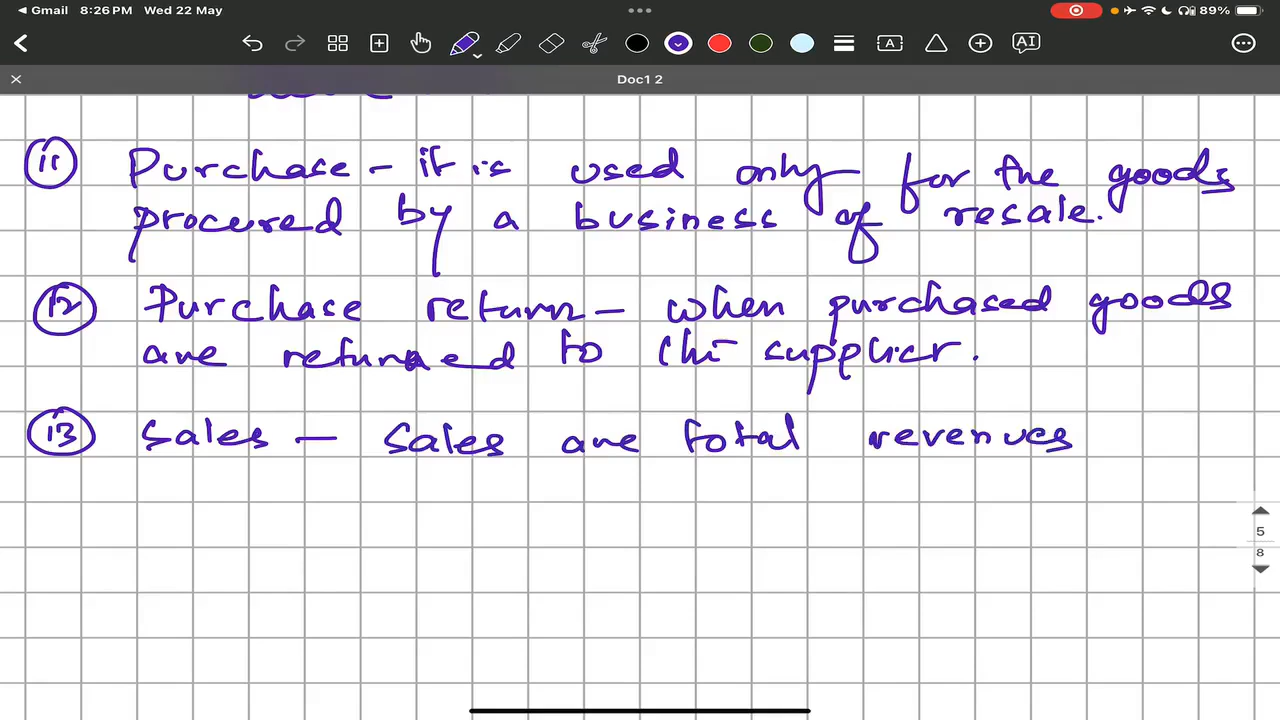 Gmail 8:26 PM Wed 22 May 89%
A AI
Doc1 2
11 Purchase - it is used only for the goods
procured by a business of resale.
12 Purchase return - when purchased goods
are returned to the supplier.
13 Sales - Sales are total revenues
5
8